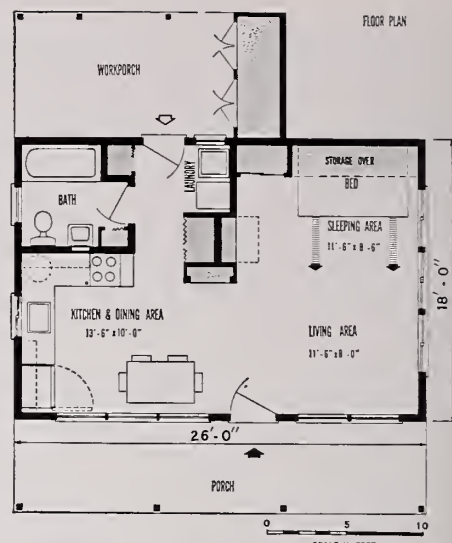 FLOOR PLAN
WORKPORCH
LAUNDRY
STORAGE OVER
BED
BATH
SLEEPING AREA
11'-6" x 8'-6"
18'-0"
KITCHEN & DINING AREA
13'-6" x 10'-0"
LIVING AREA
11'-6" x 8'-0"
26'-0"
PORCH
0 5 10